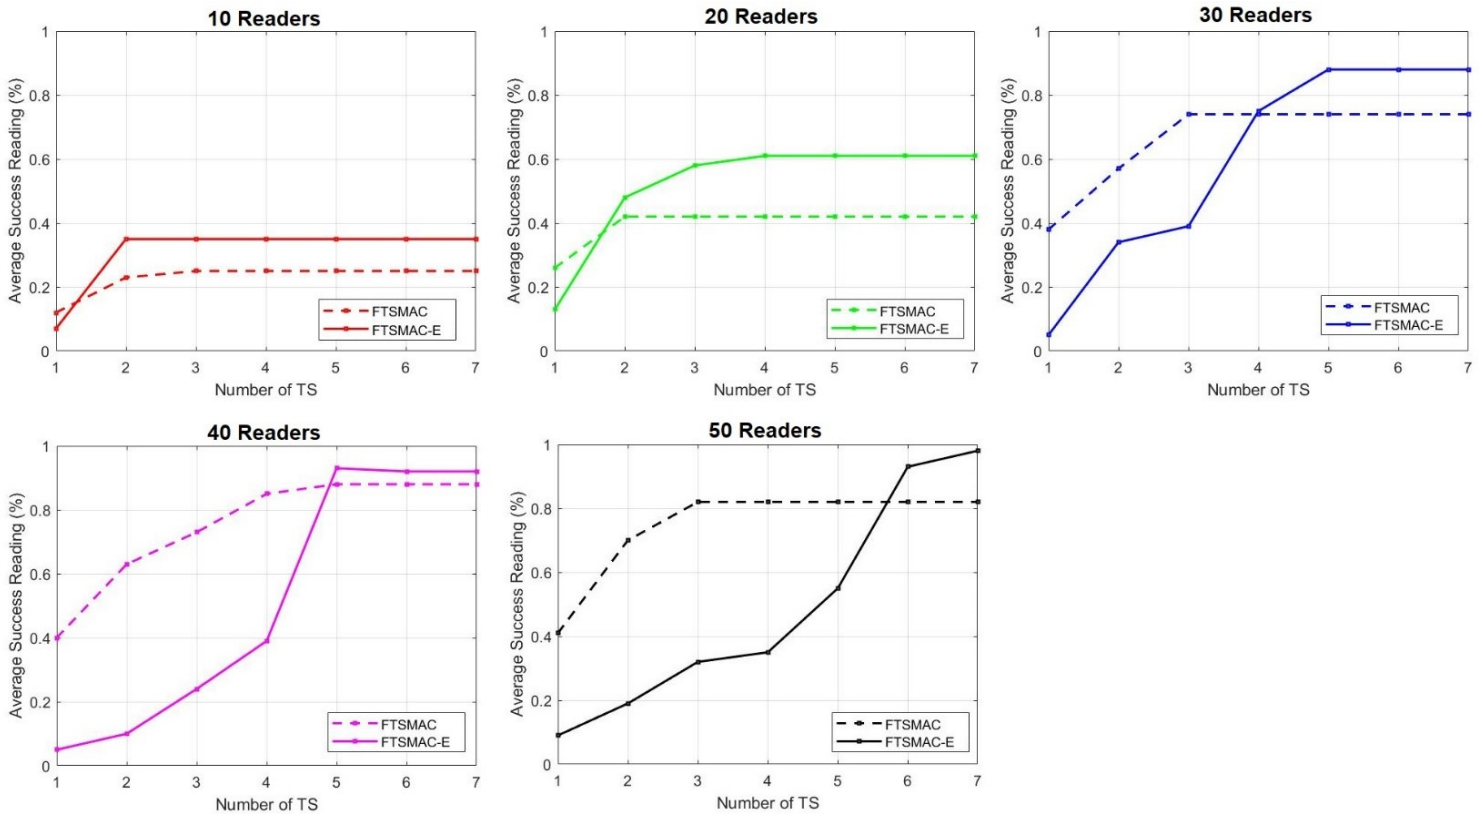 10 Readers
Average Success Reading (%)
1
0.8
0.6
0.4
0.2
0
1 2 3 4 5 6 7
Number of TS
FTSMAC
FTSMAC-E
20 Readers
Average Success Reading (%)
1
0.8
0.6
0.4
0.2
0
1 2 3 4 5 6 7
Number of TS
FTSMAC
FTSMAC-E
30 Readers
Average Success Reading (%)
1
0.8
0.6
0.4
0.2
0
1 2 3 4 5 6 7
Number of TS
FTSMAC
FTSMAC-E
40 Readers
Average Success Reading (%)
1
0.8
0.6
0.4
0.2
0
1 2 3 4 5 6 7
Number of TS
FTSMAC
FTSMAC-E
50 Readers
Average Success Reading (%)
1
0.8
0.6
0.4
0.2
0
1 2 3 4 5 6 7
Number of TS
FTSMAC
FTSMAC-E